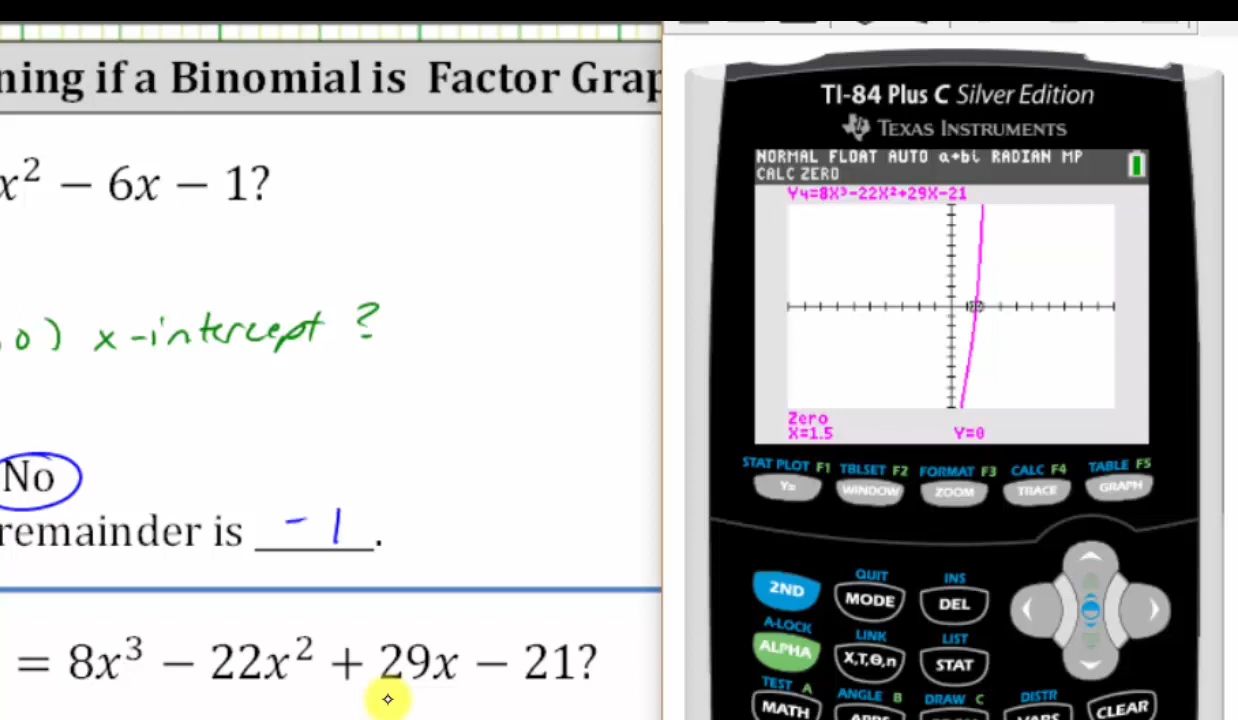 ning if a Binomial is Factor Grap
x² − 6x − 1?
0) x-intercept ?
No
remainder is -1.
= 8x³ − 22x² + 29x − 21?
TI-84 Plus C Silver Edition
TEXAS INSTRUMENTS
NORMAL FLOAT AUTO a+bi RADIAN MP
CALC ZERO
Y4=8X³-22X²+29X-21
Zero
X=1.5 Y=0
STAT PLOT F1 TBLSET F2 FORMAT F3 CALC F4 TABLE F5
Y= WINDOW ZOOM TRACE GRAPH
QUIT INS
2ND MODE DEL
A-LOCK LINK LIST
ALPHA X,T,Θ,n STAT
TEST A ANGLE B DRAW C DISTR
MATH APPS VARS CLEAR